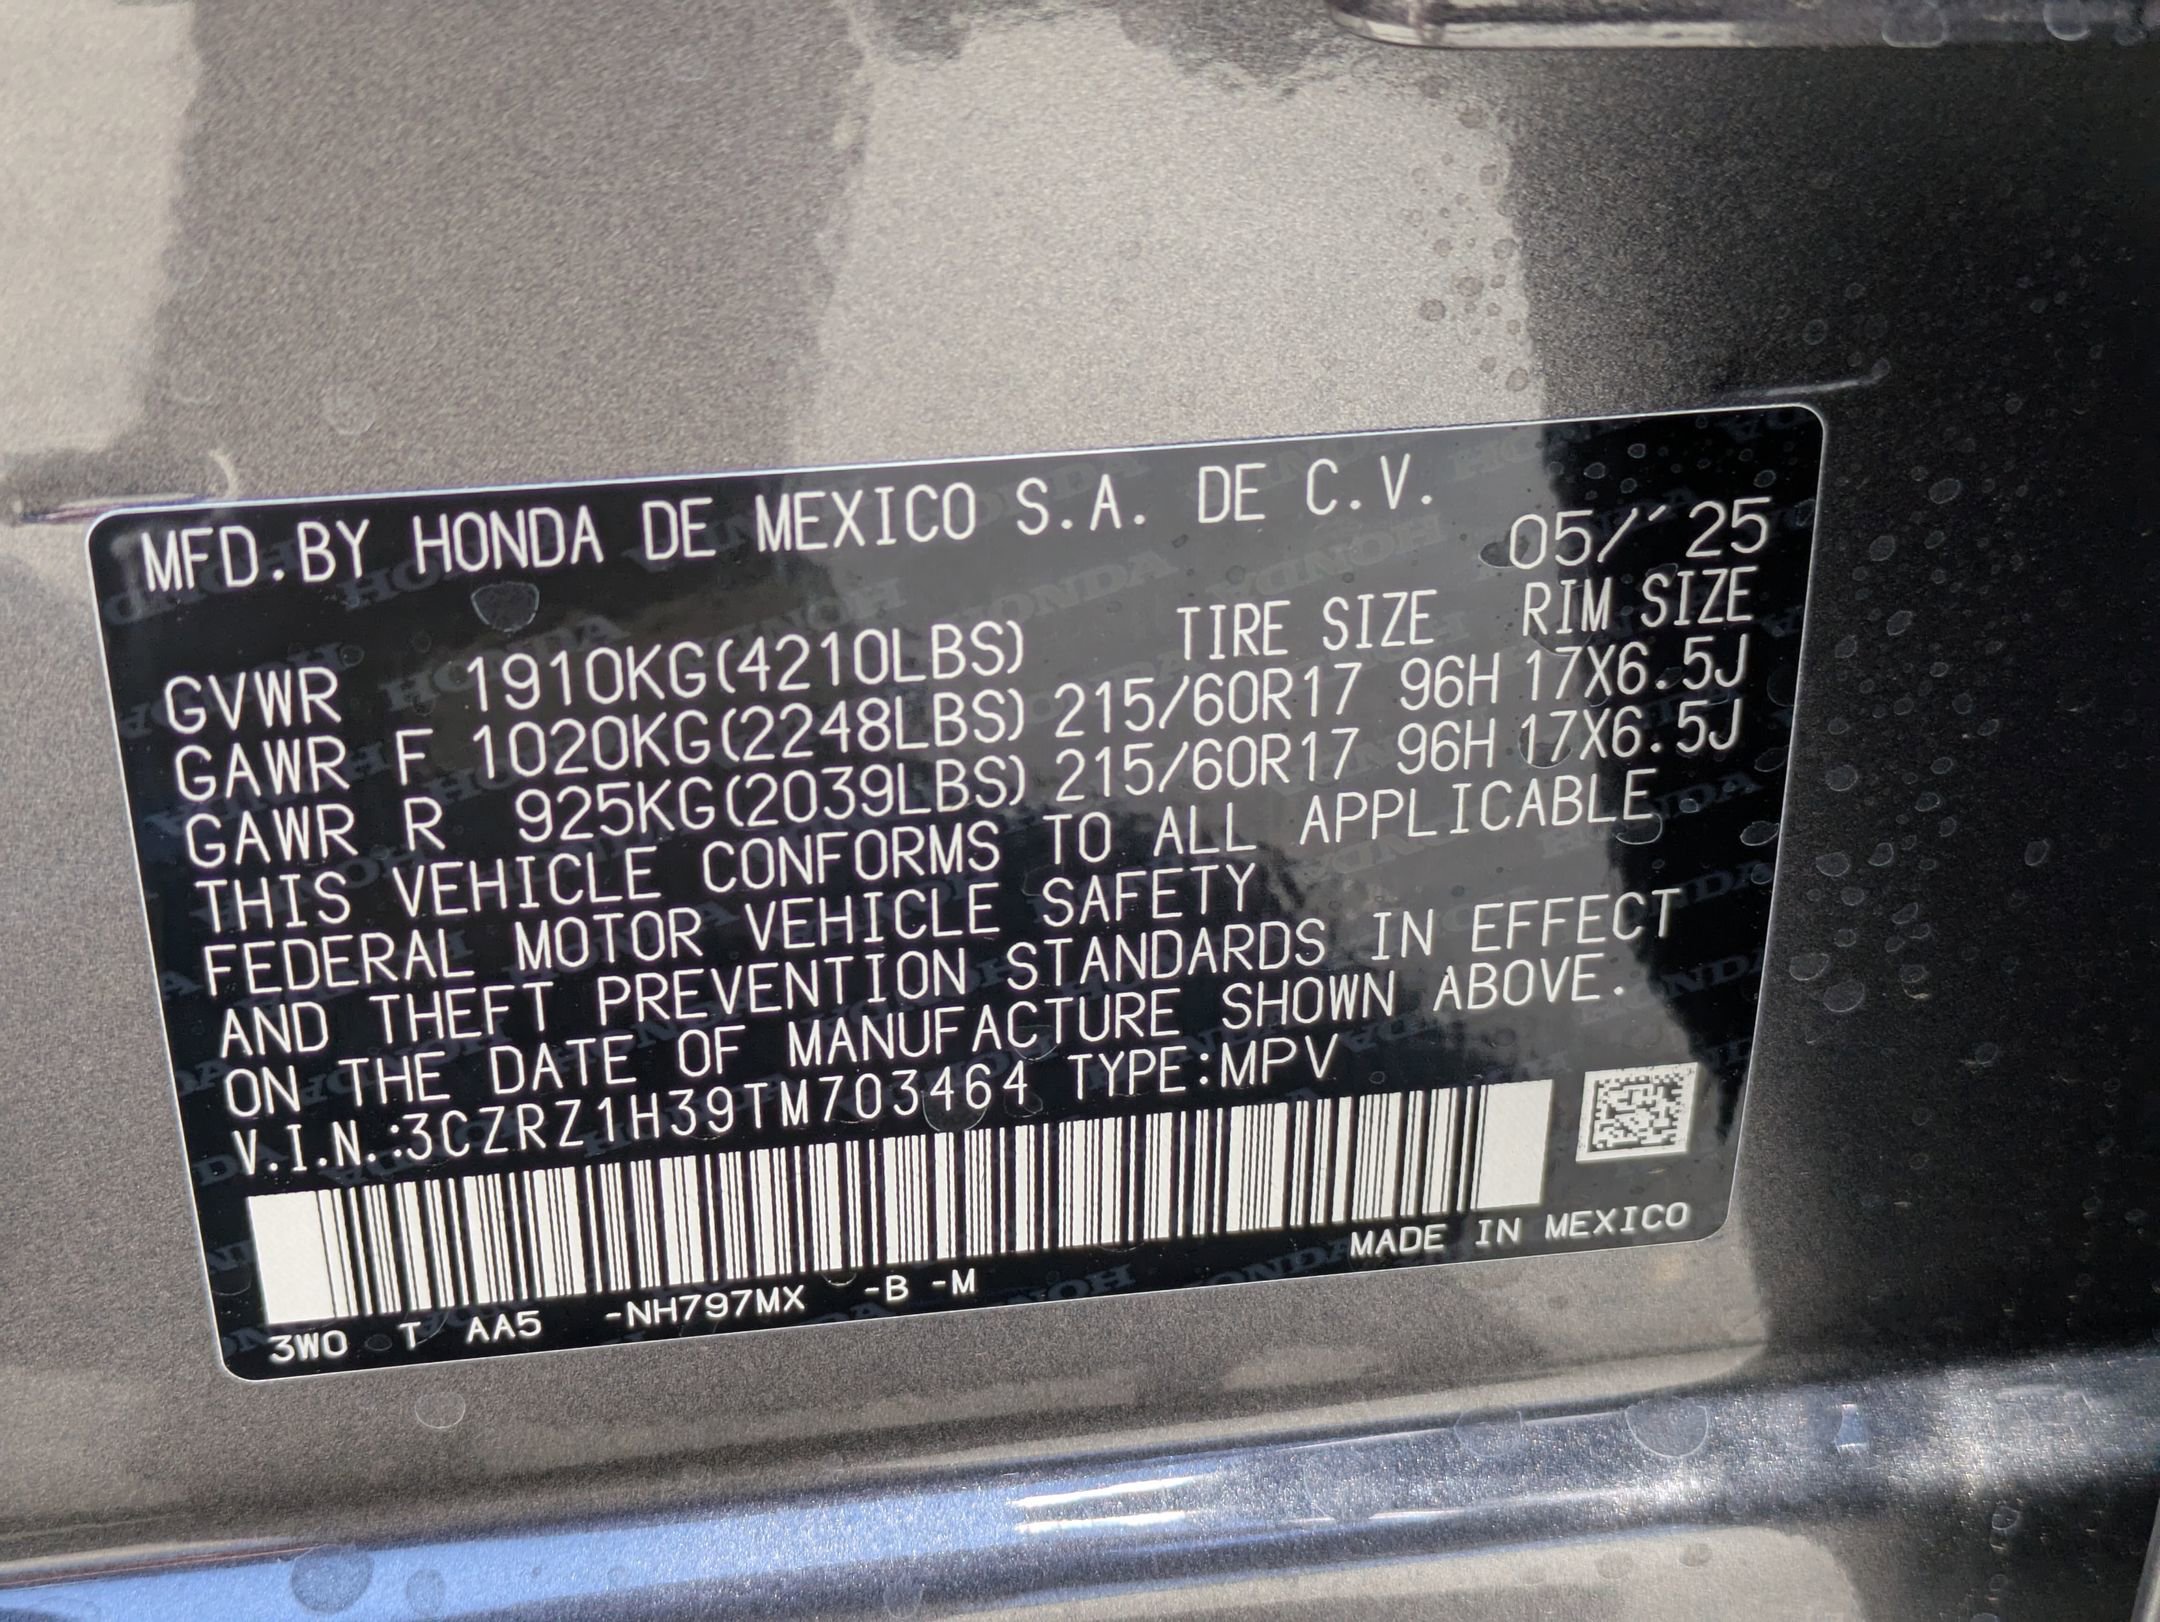 MFD.BY HONDA DE MEXICO S.A. DE C.V.
05/'25
TIRE SIZE RIM SIZE
GVWR 1910KG(4210LBS)
GAWR F 1020KG(2248LBS) 215/60R17 96H 17X6.5J
GAWR R 925KG(2039LBS) 215/60R17 96H 17X6.5J
THIS VEHICLE CONFORMS TO ALL APPLICABLE
FEDERAL MOTOR VEHICLE SAFETY
AND THEFT PREVENTION STANDARDS IN EFFECT
ON THE DATE OF MANUFACTURE SHOWN ABOVE.
V.I.N.:3CZRZ1H39TM703464 TYPE:MPV
MADE IN MEXICO
3W0 T AA5 -NH797MX -B -M